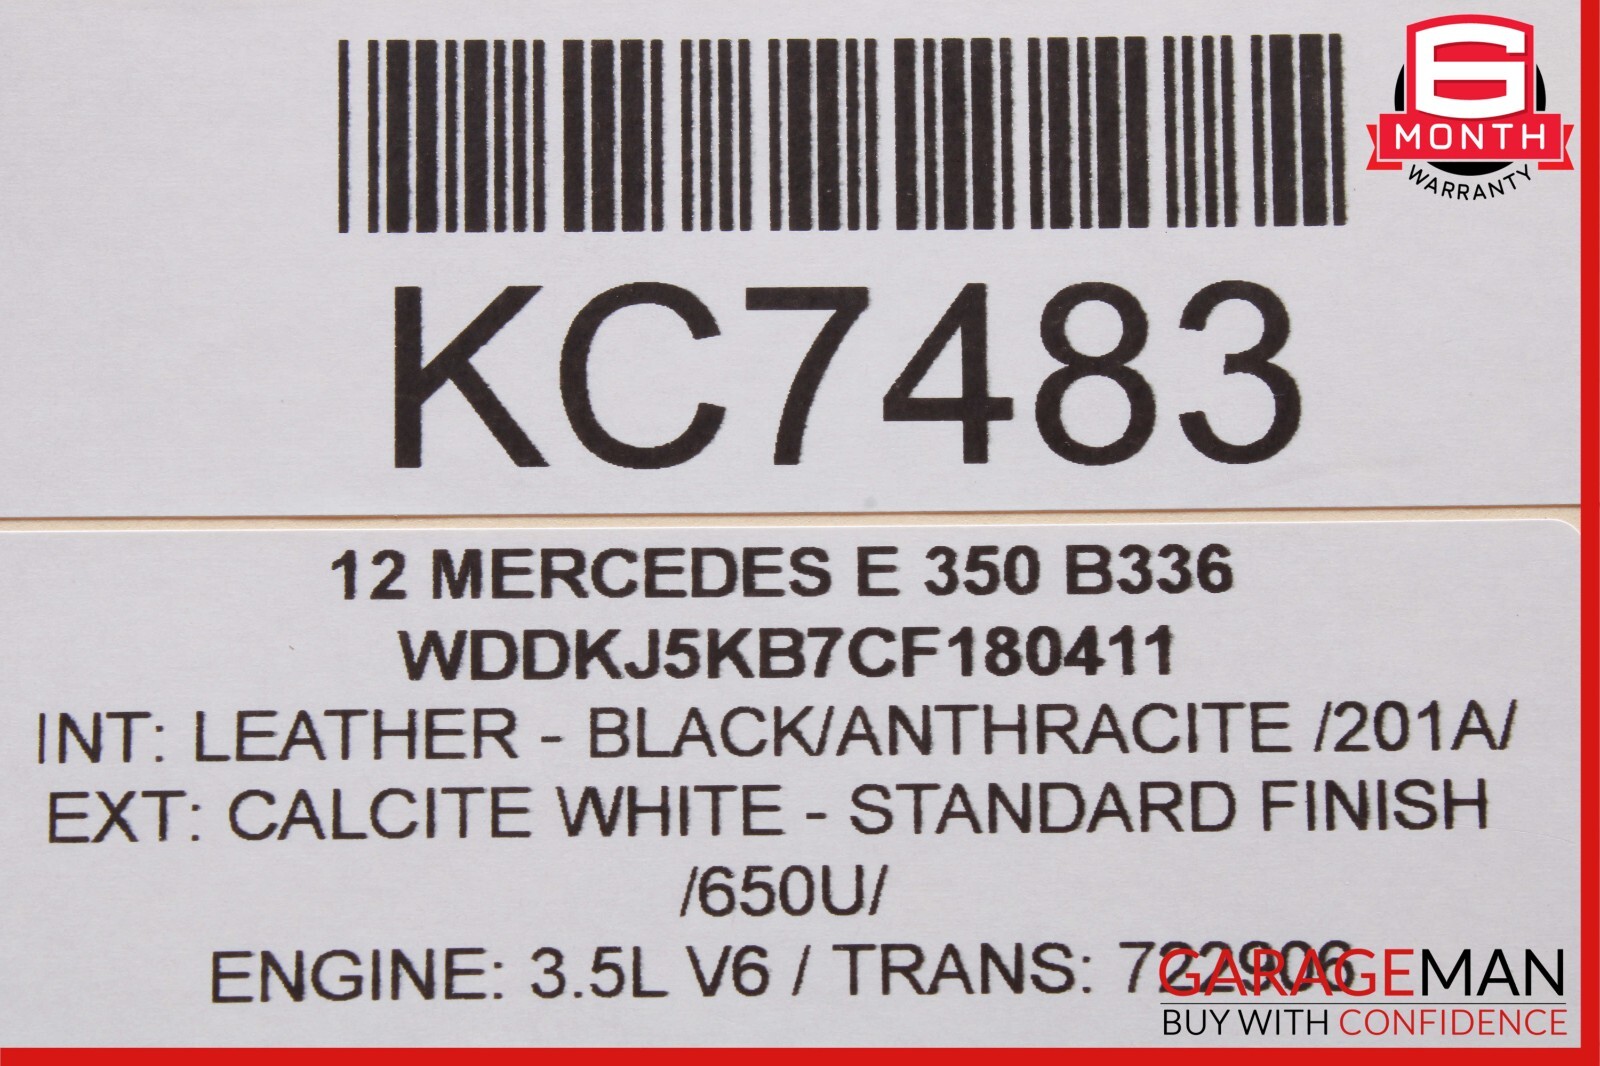 6
MONTH
WARRANTY
KC7483
12 MERCEDES E 350 B336
WDDKJ5KB7CF180411
INT: LEATHER - BLACK/ANTHRACITE /201A/
EXT: CALCITE WHITE - STANDARD FINISH
/650U/
ENGINE: 3.5L V6 / TRANS: 722906
GARAGEMAN
BUY WITH CONFIDENCE